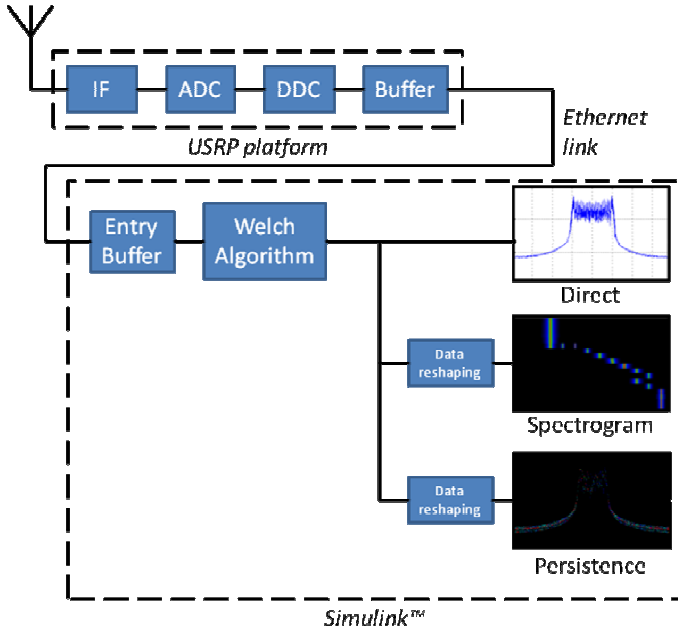 IF
ADC
DDC
Buffer
USRP platform
Ethernet
link
Entry
Buffer
Welch
Algorithm
Direct
Data
reshaping
Spectrogram
Data
reshaping
Persistence
Simulink™